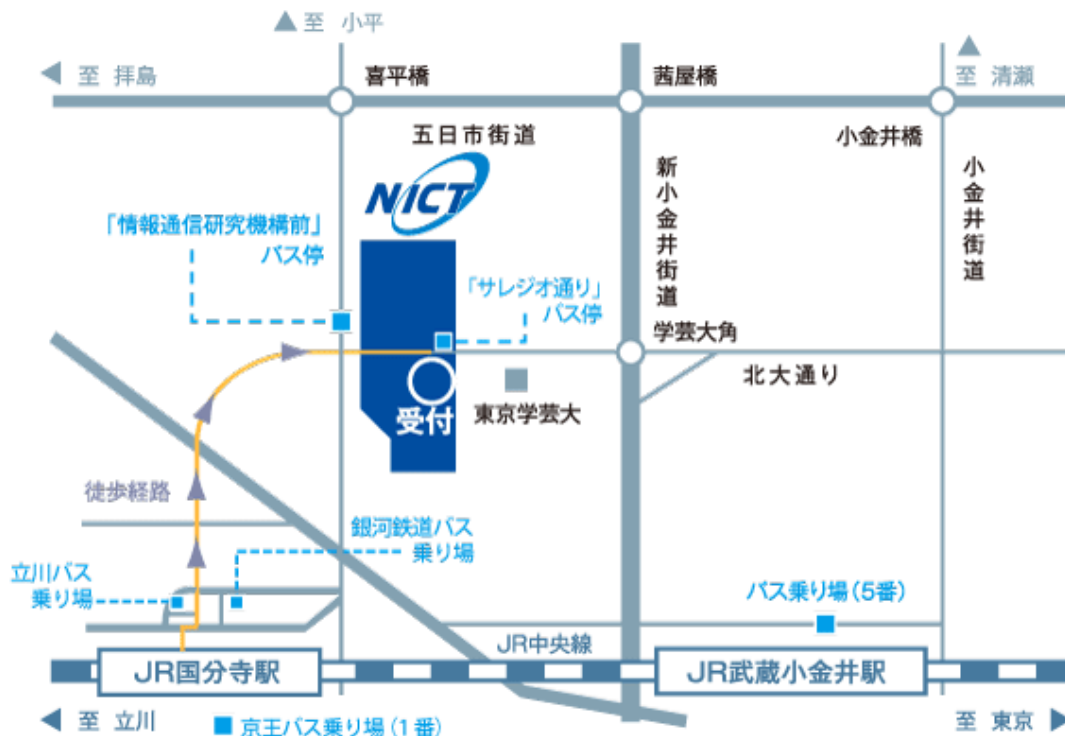 ▲ 至 小平
◀ 至 拝島
喜平橋
茜屋橋
▲
至 清瀬
五日市街道
小金井橋
NICT
新小金井街道
小金井街道
「情報通信研究機構前」
バス停
「サレジオ通り」
バス停
学芸大角
北大通り
受付
東京学芸大
徒歩経路
銀河鉄道バス
乗り場
立川バス
乗り場
バス乗り場(5番)
JR中央線
JR国分寺駅
JR武蔵小金井駅
◀ 至 立川
■ 京王バス乗り場(1番)
至 東京 ▶